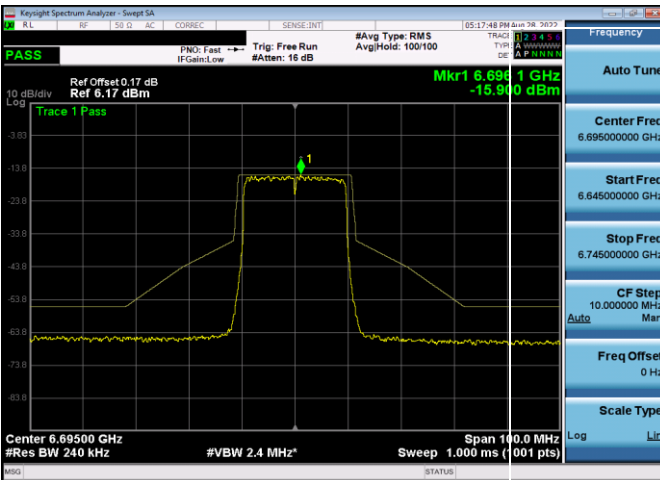 Keysight Spectrum Analyzer - Swept SA
RL RF 50 Ω AC CORREC SENSE:INT 05:17:48 PM Aug 28, 2022
Frequency
PASS
PNO: Fast
IFGain:Low
Trig: Free Run
#Atten: 16 dB
#Avg Type: RMS
Avg|Hold: 100/100
TRACE 1 2 3 4 5 6
TYPE A WWWWW
DET A P N N N N
Auto Tune
Ref Offset 0.17 dB
10 dB/div Ref 6.17 dBm
Log
Mkr1 6.696 1 GHz
-15.900 dBm
Trace 1 Pass
1
-3.83
-13.8
-23.8
-33.8
-43.8
-53.8
-63.8
-73.8
-83.8
Center Freq
6.695000000 GHz
Start Freq
6.645000000 GHz
Stop Freq
6.745000000 GHz
CF Step
10.000000 MHz
Auto Man
Freq Offset
0 Hz
Scale Type
Log Lin
Center 6.69500 GHz
#Res BW 240 kHz
#VBW 2.4 MHz*
Span 100.0 MHz
Sweep 1.000 ms (1001 pts)
MSG STATUS